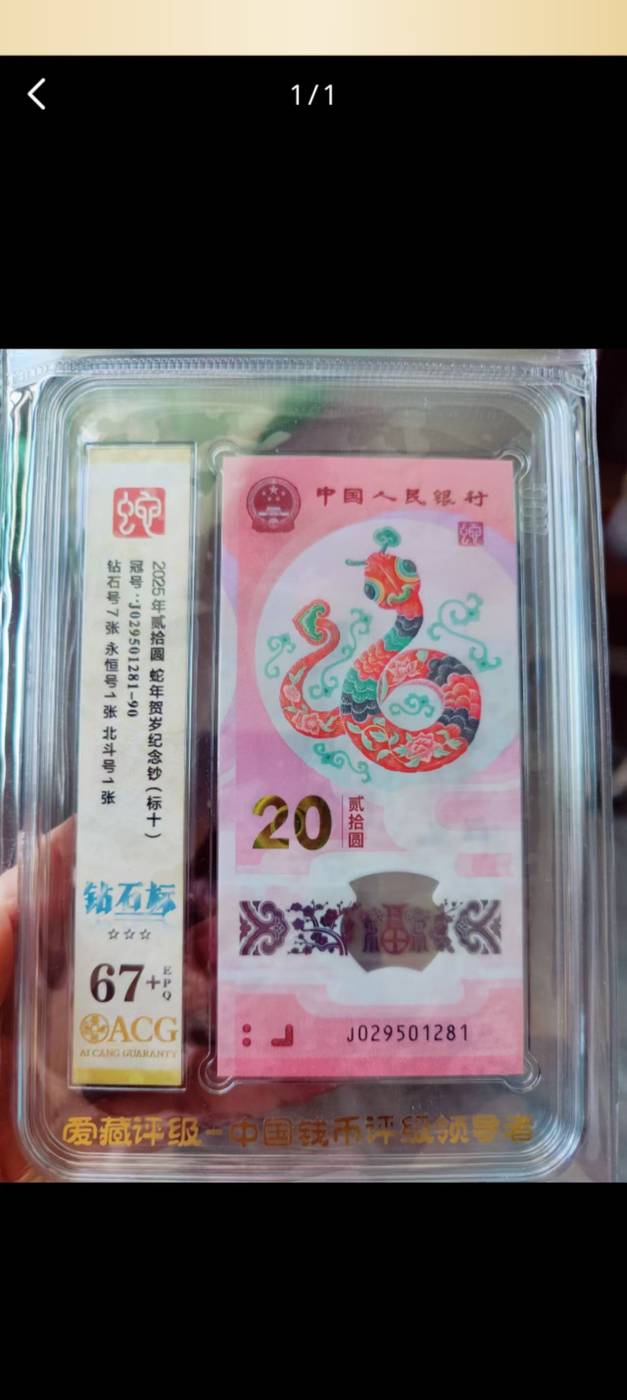 1/1
蛇
2025年贰拾圆 蛇年贺岁纪念钞（标十）
冠号：J029501281-90
钻石号7张 永恒号1张 北斗号1张
钻石标
☆☆☆
67+EPQ
ACG
AI CANG GUARANTY
中国人民银行
20
贰拾圆
J029501281
爱藏评级-中国钱币评级领导者